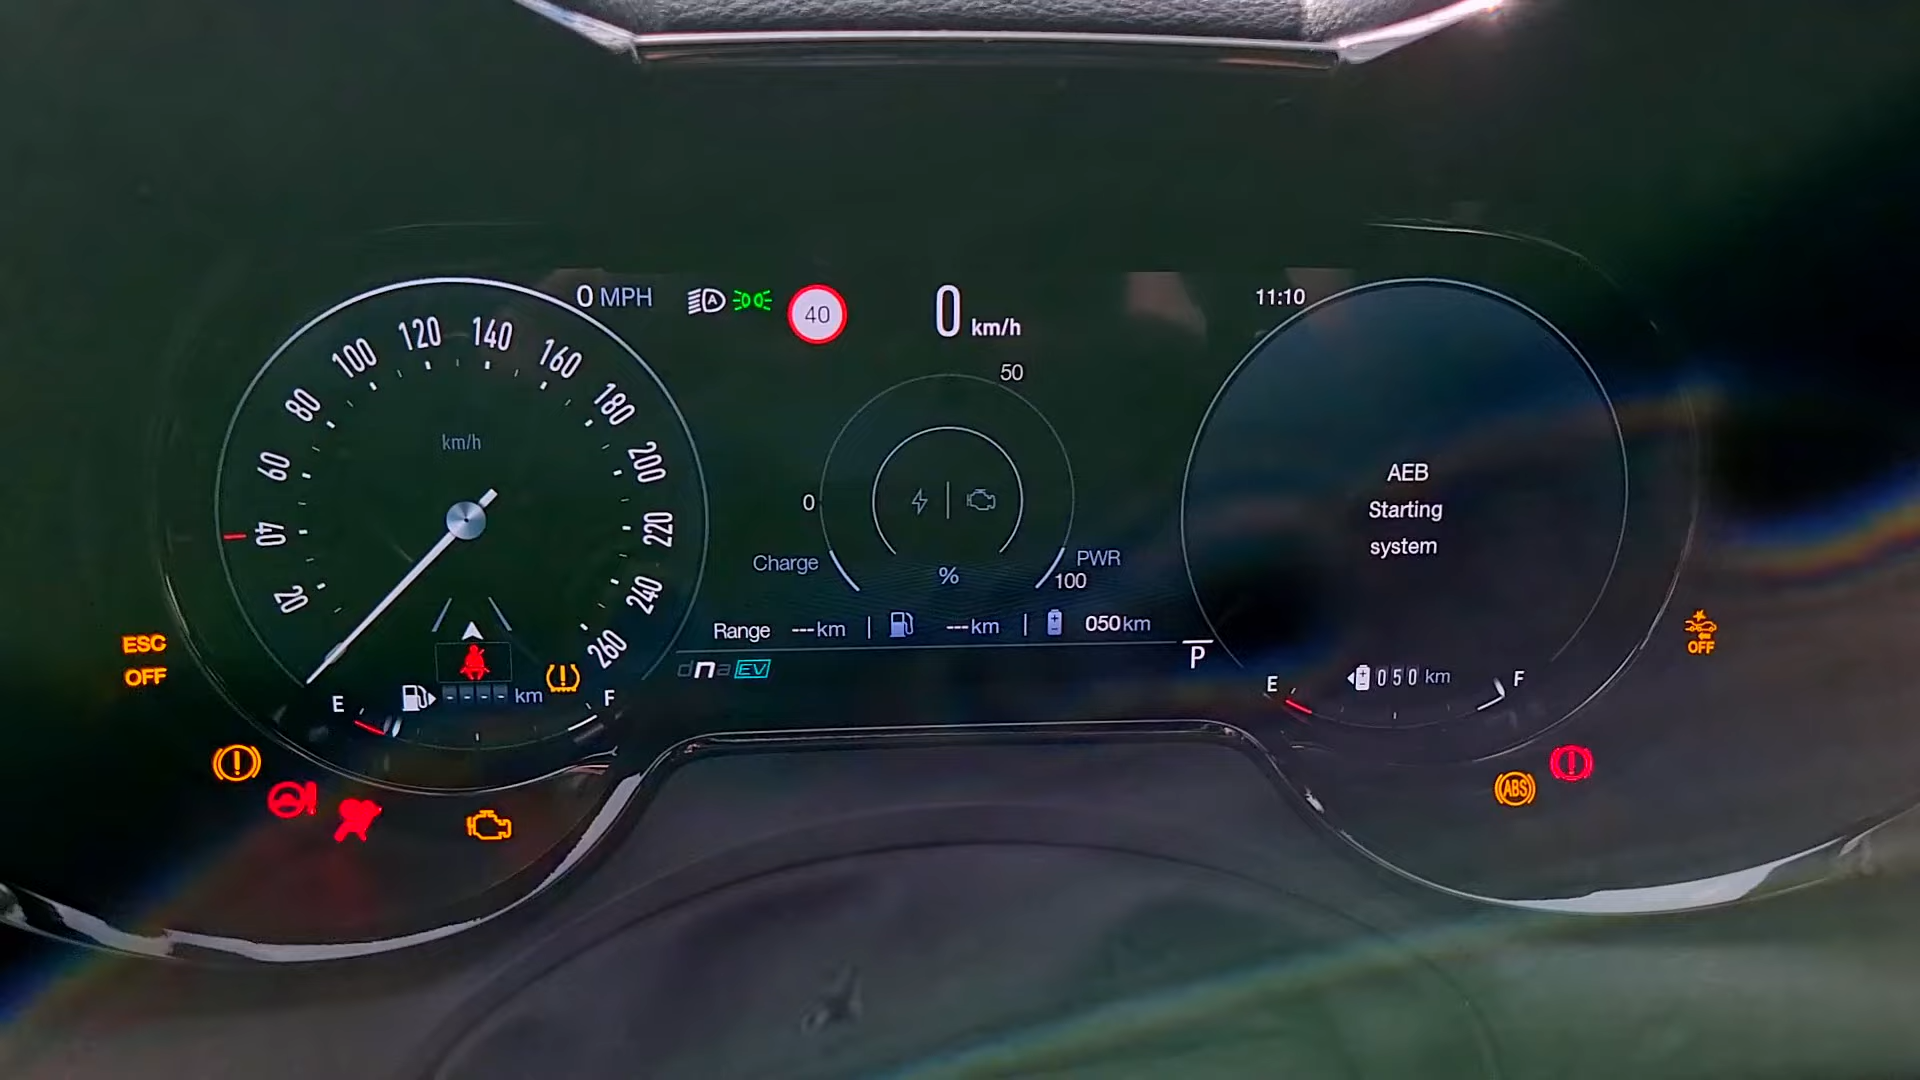 0 MPH
40
0 km/h
11:10
20
40
60
80
100
120
140
160
180
200
220
240
260
km/h
50
0
Charge
%
PWR
100
AEB
Starting
system
Range ---km | ---km | 050km
dna EV
P
ESC
OFF
E
---- km
F
E
050 km
F
OFF
ABS